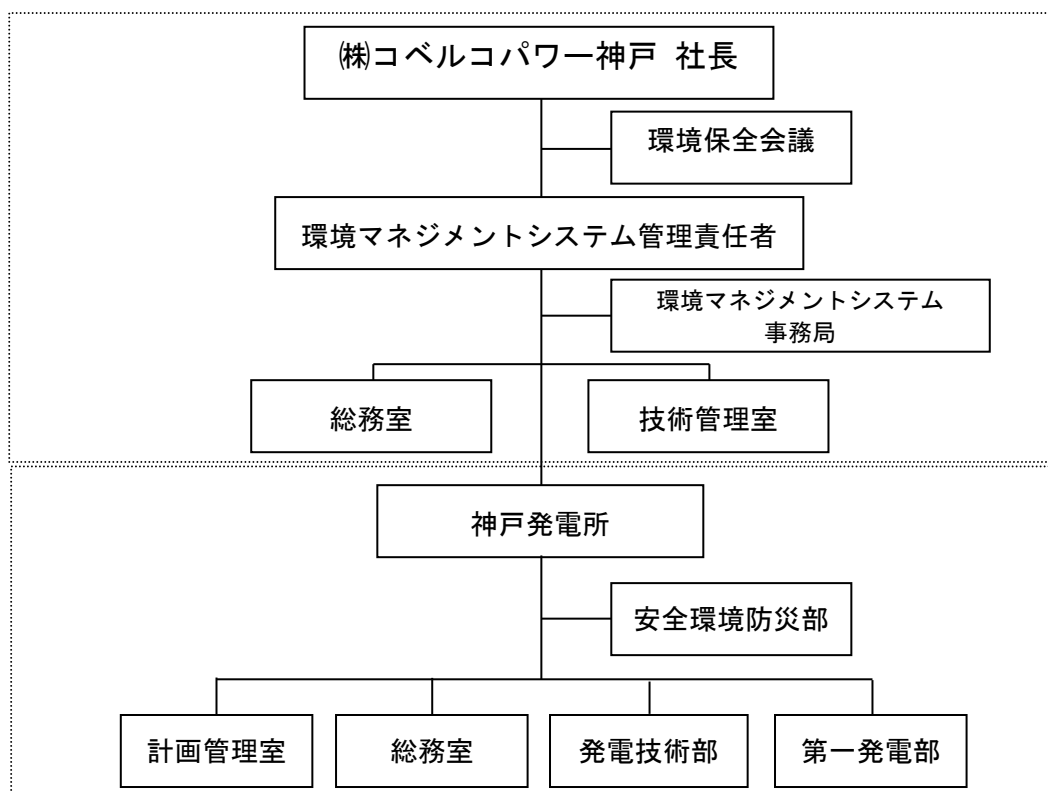 ㈱コベルコパワー神戸 社長
環境保全会議
環境マネジメントシステム管理責任者
環境マネジメントシステム
事務局
総務室
技術管理室
神戸発電所
安全環境防災部
計画管理室
総務室
発電技術部
第一発電部